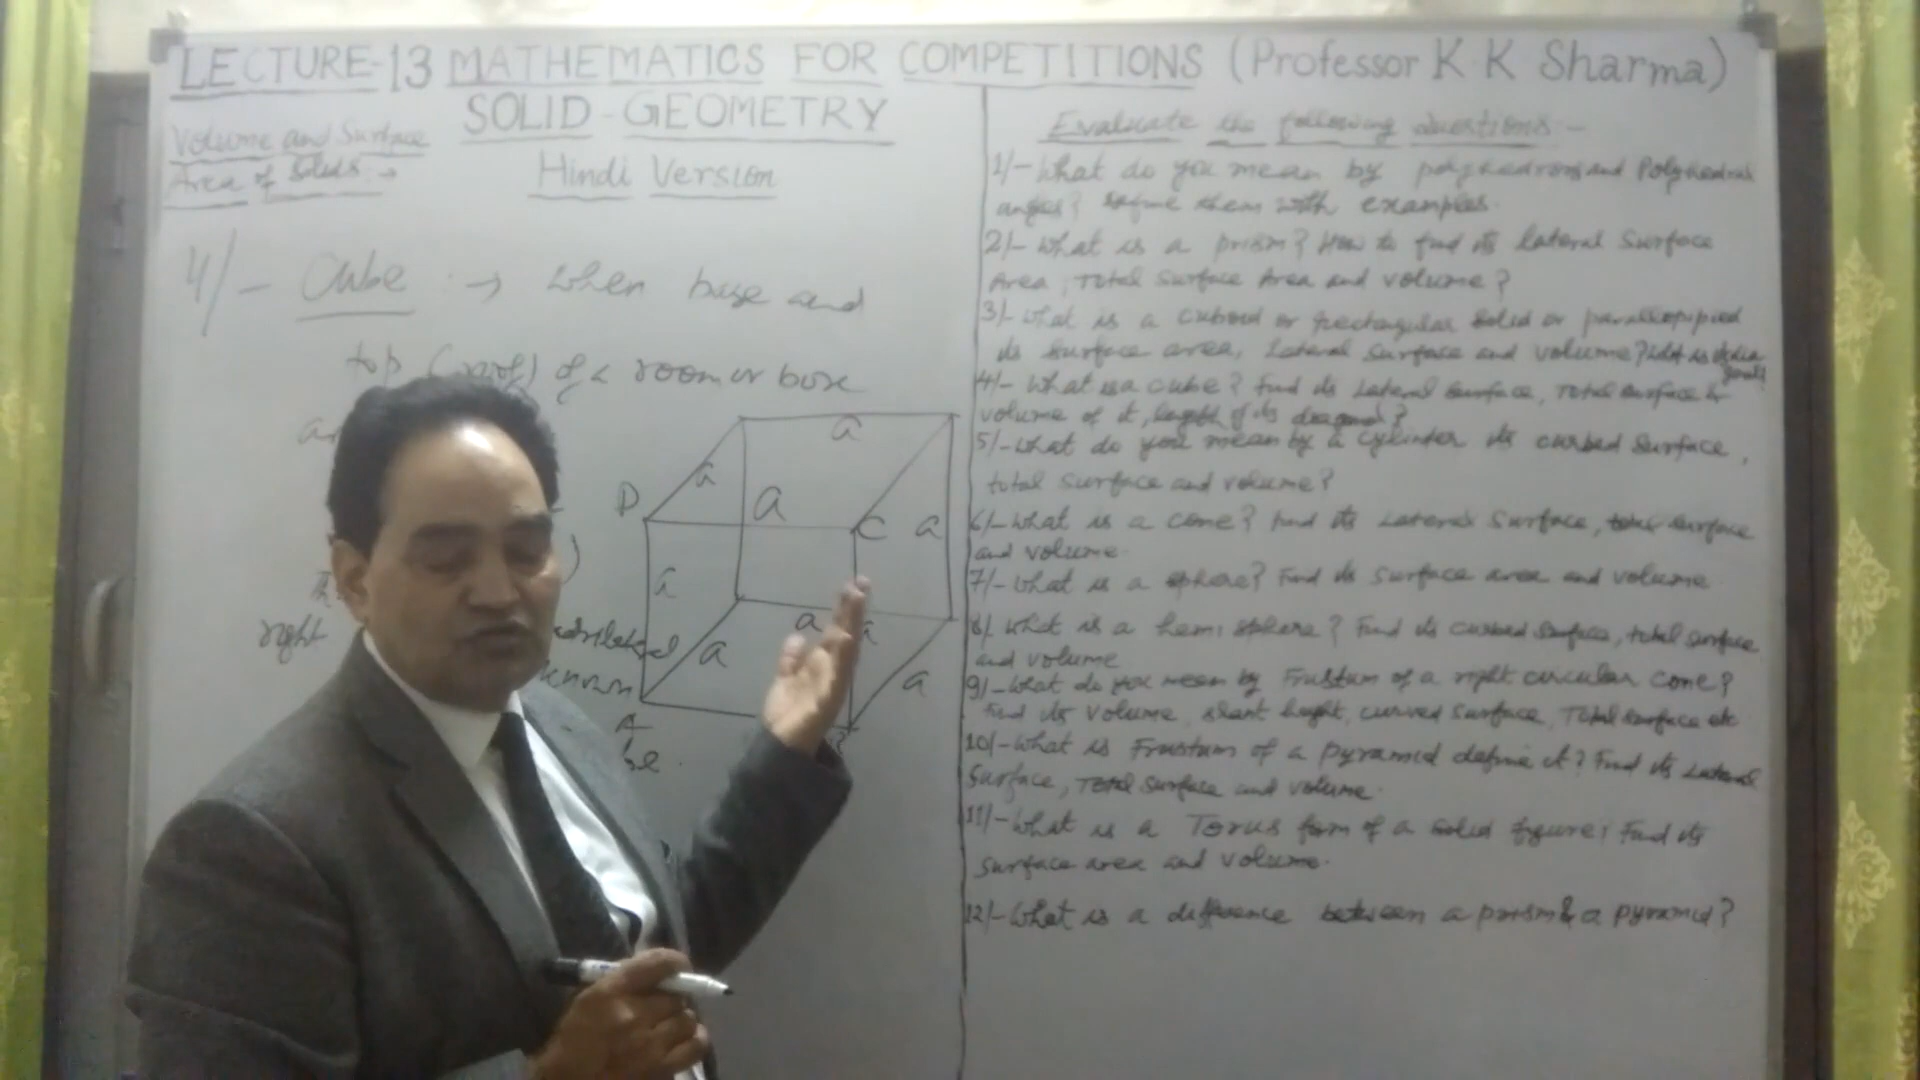 LECTURE-13 MATHEMATICS FOR COMPETITIONS (Professor K K Sharma)
SOLID-GEOMETRY
Volume and Surface
Area of Solids :→
Hindi Version
4/- Cube :→ when base and
top (roof) of a room or box
right
known
D
C
A
a
a
a
a
a
a
a
a
a
Evaluate the following questions:-
1/- What do you mean by polyhedrons and Polyhedral
angles? Define them with examples.
2/- What is a prism? How to find its lateral Surface
Area, Total Surface Area and volume?
3/- What is a cuboid or rectangular Solid or
its Surface area, Lateral Surface and volume? What is its
4/- What is a cube? Find its Lateral Surface, Total Surface &
volume of it, length of its diagonal?
5/- What do you mean by a cylinder its curbed Surface,
total surface and volume?
6/- What is a cone? Find its Lateral Surface, total surface
and volume.
7/- What is a sphere? Find its surface area and volume
8/- What is a hemi sphere? Find its curbed surface, total surface
and volume
9/- What do you mean by Frustum of a right circular cone?
Find its Volume, slant height, curved surface, Total surface etc
10/- What is Frustum of a pyramid define it? Find its Lateral
Surface, Total Surface and volume.
11/- What is a Torus form of a solid figure; Find its
surface area and volume.
12/- What is a difference between a prism & a pyramid?